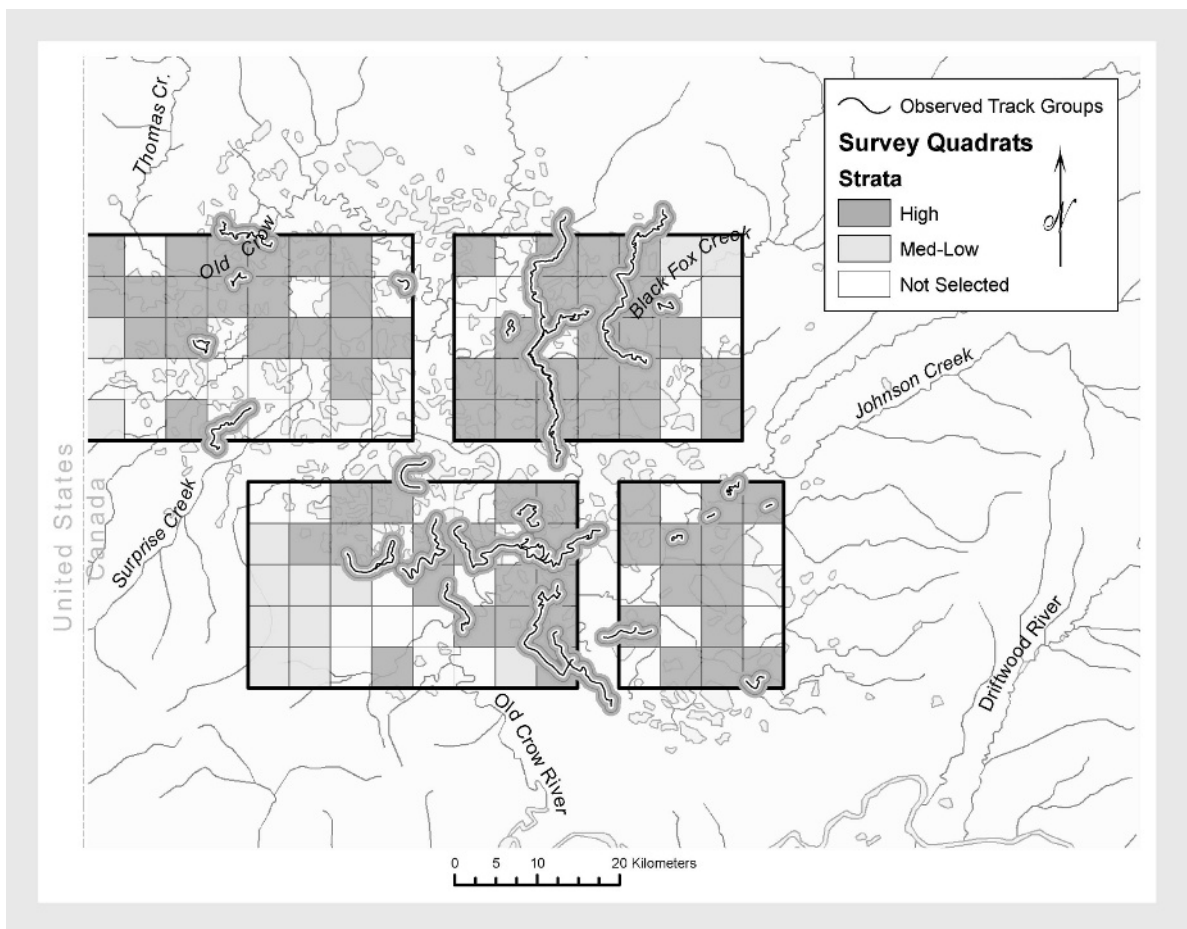 Thomas Cr.
Old Crow
Black Fox Creek
Observed Track Groups
Survey Quadrats
Strata
High
Med-Low
Not Selected
N
Johnson Creek
United States
Canada
Surprise Creek
Driftwood River
Old Crow River
0 5 10 20 Kilometers